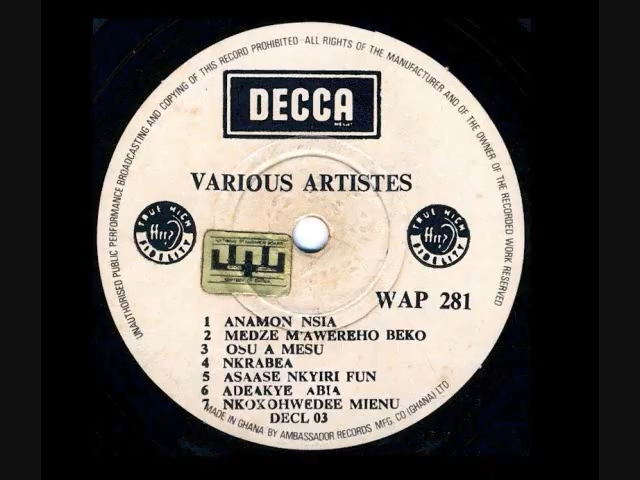 UNAUTHORISED PUBLIC PERFORMANCE BROADCASTING AND COPYING OF THIS RECORD PROHIBITED ALL RIGHTS OF THE MANUFACTURER AND OF THE OWNER OF THE RECORDED WORK RESERVED
DECCA
VARIOUS ARTISTES
TRUE HIGH FIDELITY
ffrr?
TRUE HIGH FIDELITY
ffrr?
WAP 281
1 ANAMON NSIA
2 MEDZE M'AWEREHO BEKO
3 OSU A MESU
4 NKRABEA
5 ASAASE NKYIRI FUN
6 ADEAKYE ABIA
7 NKOKOHWEDEE MIENU
DECL 03
MADE IN GHANA BY AMBASSADOR RECORDS MFG. CO (GHANA) LTD